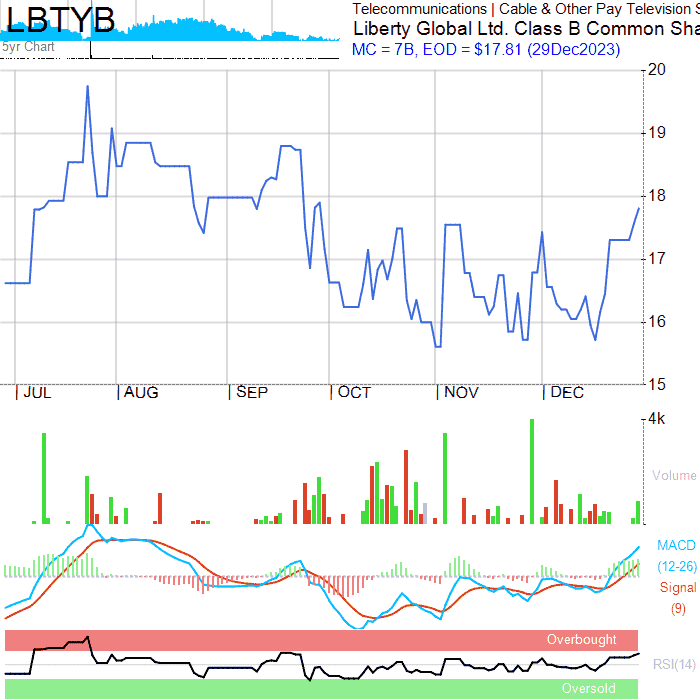 LBTYB
5yr Chart
Telecommunications | Cable & Other Pay Television S
Liberty Global Ltd. Class B Common Sha
MC = 7B, EOD = $17.81 (29Dec2023)
20
19
18
17
16
15
| JUL | AUG | SEP | OCT | NOV | DEC
4k
Volume
MACD
(12-26)
Signal
(9)
Overbought
RSI(14)
Oversold